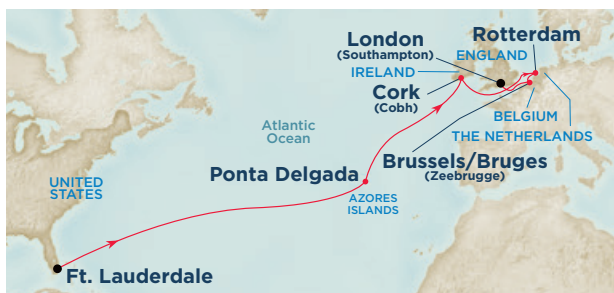 Rotterdam
London
(Southampton)
ENGLAND
IRELAND
Cork
(Cobh)
BELGIUM
THE NETHERLANDS
Atlantic
Ocean
Brussels/Bruges
(Zeebrugge)
Ponta Delgada
UNITED
STATES
AZORES
ISLANDS
Ft. Lauderdale